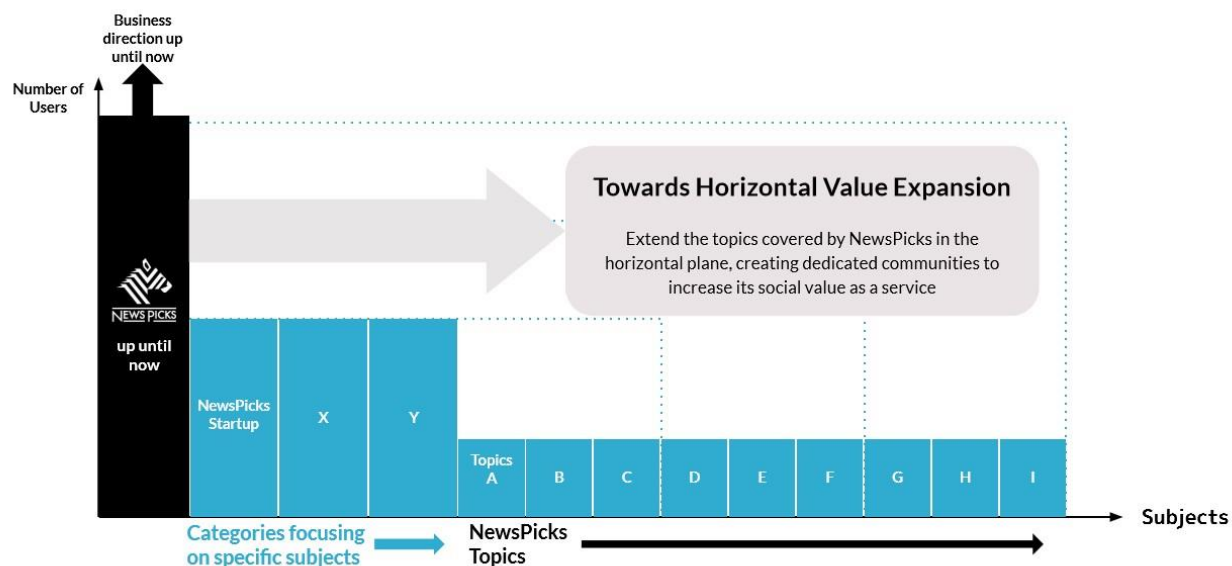 Business
direction up
until now
Number of
Users
Towards Horizontal Value Expansion
Extend the topics covered by NewsPicks in the
horizontal plane, creating dedicated communities to
increase its social value as a service
NEWS PICKS
up until
now
NewsPicks
Startup
X
Y
Topics
A
B
C
D
E
F
G
H
I
Subjects
Categories focusing
on specific subjects
NewsPicks
Topics